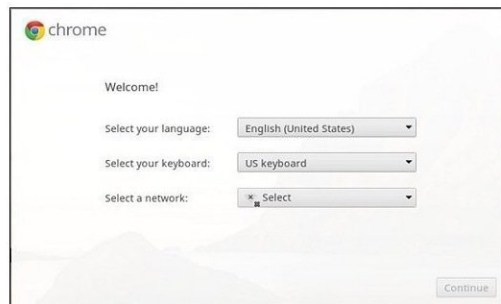 chrome
Welcome!
Select your language: English (United States)
Select your keyboard: US keyboard
Select a network: Select
Continue